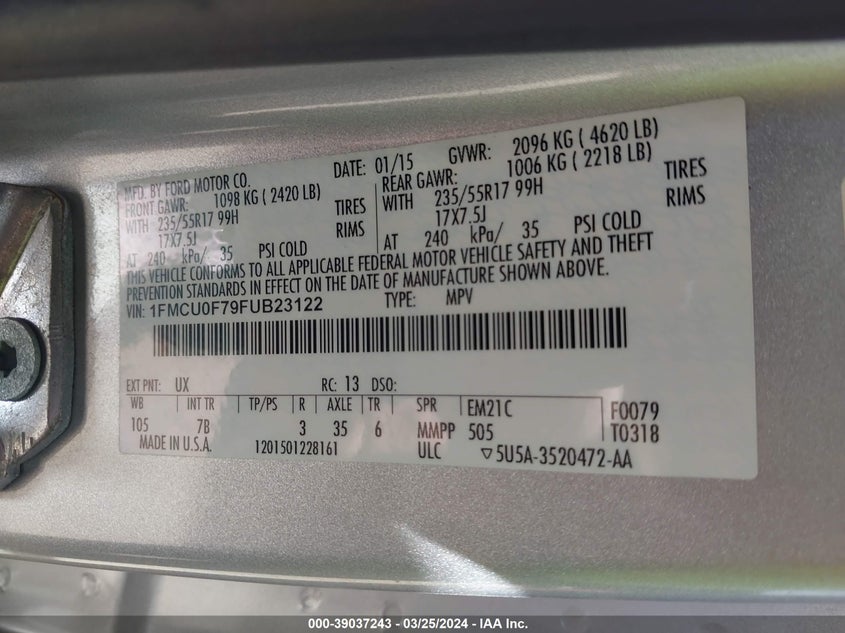 MFD. BY FORD MOTOR CO.
DATE: 01/15 GVWR: 2096 KG ( 4620 LB)
FRONT GAWR: 1098 KG ( 2420 LB)
REAR GAWR: 1006 KG ( 2218 LB)
WITH 235/55R17 99H TIRES
WITH 235/55R17 99H TIRES
17X7.5J RIMS
17X7.5J RIMS
AT 240 kPa/ 35 PSI COLD
AT 240 kPa/ 35 PSI COLD
THIS VEHICLE CONFORMS TO ALL APPLICABLE FEDERAL MOTOR VEHICLE SAFETY AND THEFT
PREVENTION STANDARDS IN EFFECT ON THE DATE OF MANUFACTURE SHOWN ABOVE.
VIN: 1FMCU0F79FUB23122 TYPE: MPV
EXT PNT: UX RC: 13 DSO:
WB INT TR TP/PS R AXLE TR SPR EM21C F0079
105 7B 3 35 6 MMPP 505 T0318
MADE IN U.S.A. 1201501228161 ULC ▽5U5A-3520472-AA
000-39037243 - 03/25/2024 - IAA Inc.